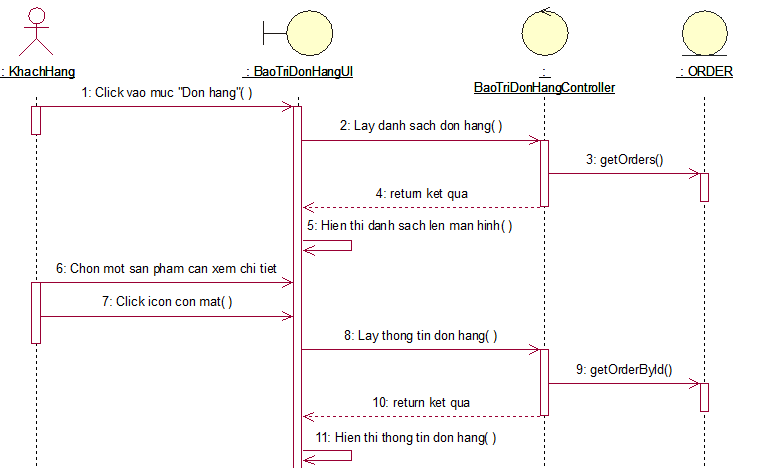 : KhachHang
: BaoTriDonHangUI
:
BaoTriDonHangController
: ORDER
1: Click vao muc "Don hang"( )
2: Lay danh sach don hang( )
3: getOrders()
4: return ket qua
5: Hien thi danh sach len man hinh( )
6: Chon mot san pham can xem chi tiet
7: Click icon con mat( )
8: Lay thong tin don hang( )
9: getOrderById()
10: return ket qua
11: Hien thi thong tin don hang( )